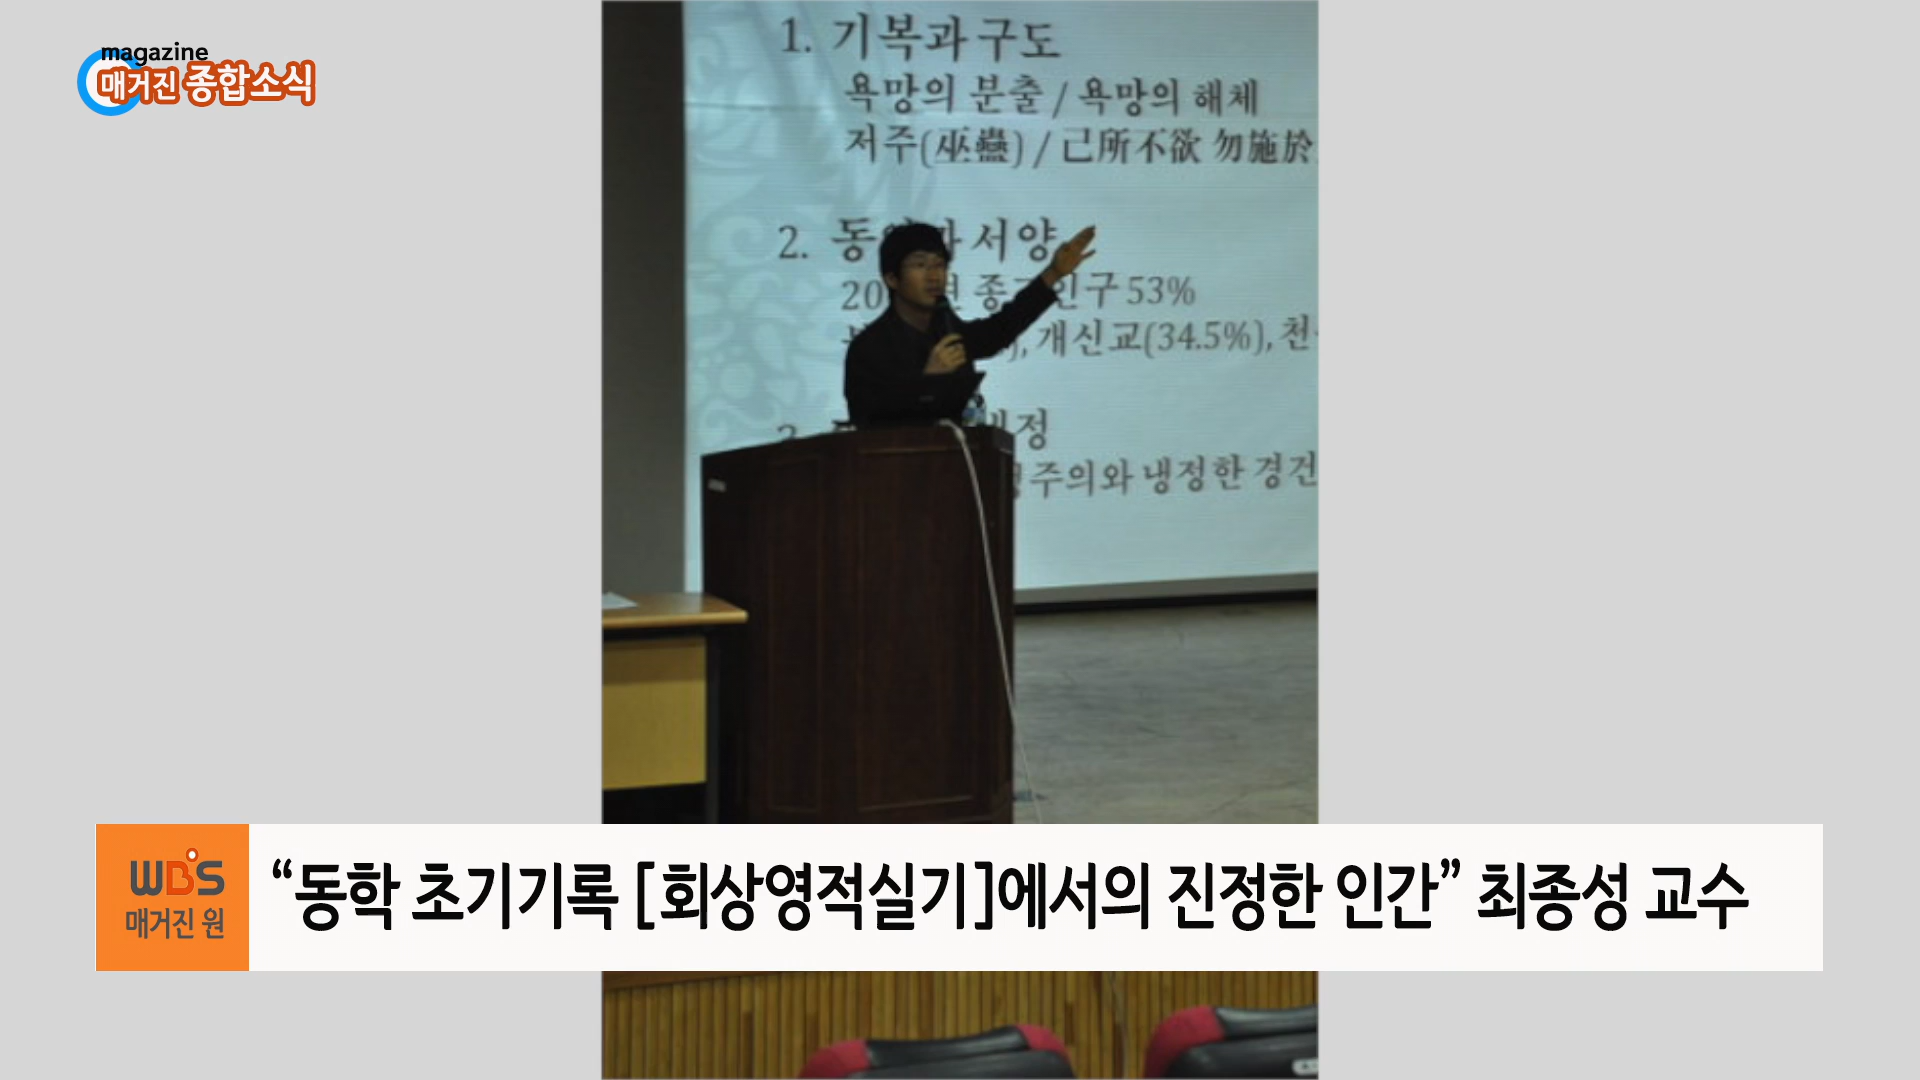 magazine
매거진 종합소식
1. 기복과 구도
욕망의 분출 / 욕망의 해체
저주(巫蠱) / 己所不欲 勿施於
2. 서양
인구 53%
개신교(34.5%),
냉정한 경건
WBS
매거진 원
“동학 초기기록 [회상영적실기]에서의 진정한 인간” 최종성 교수